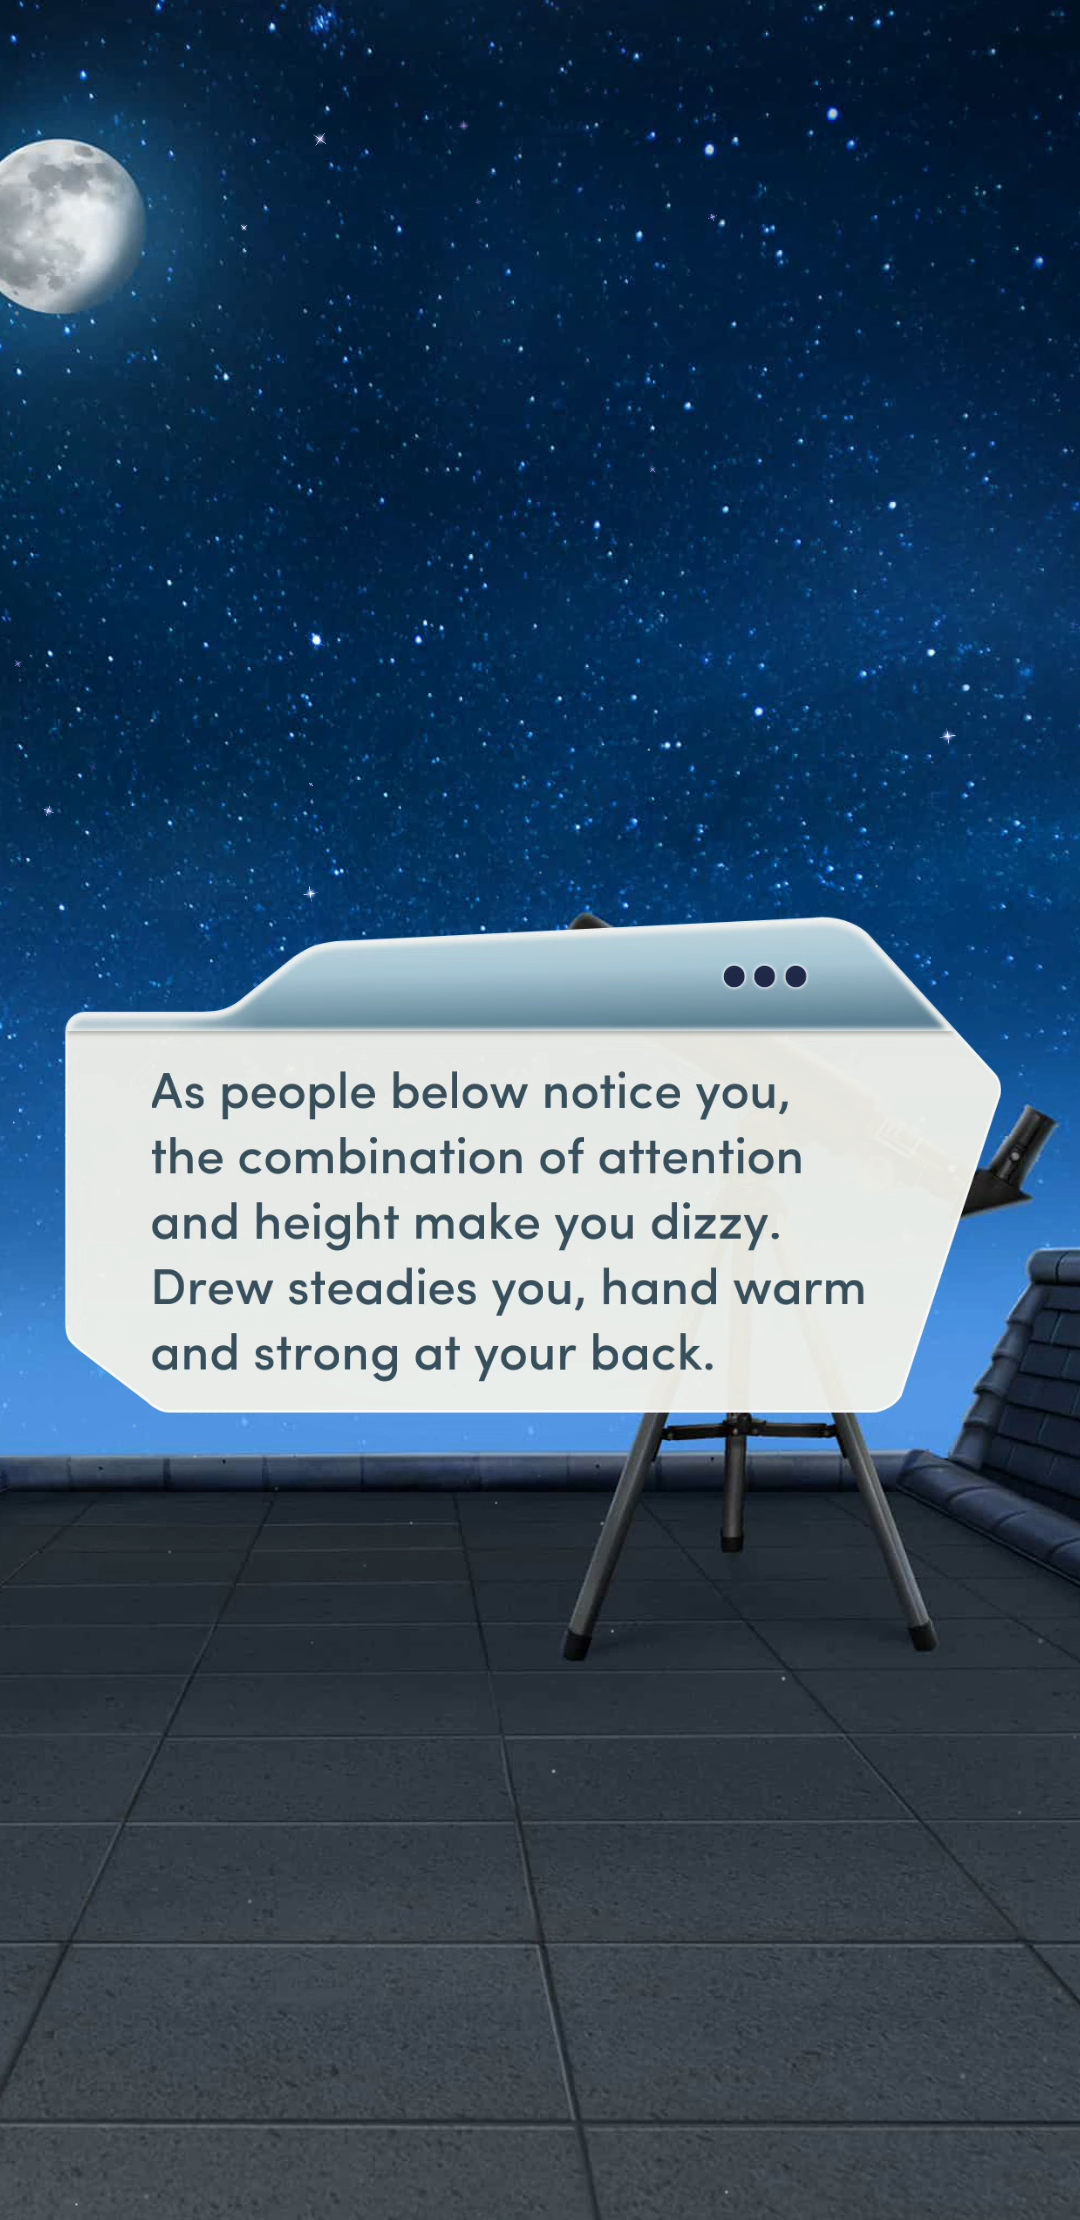 As people below notice you,
the combination of attention
and height make you dizzy.
Drew steadies you, hand warm
and strong at your back.